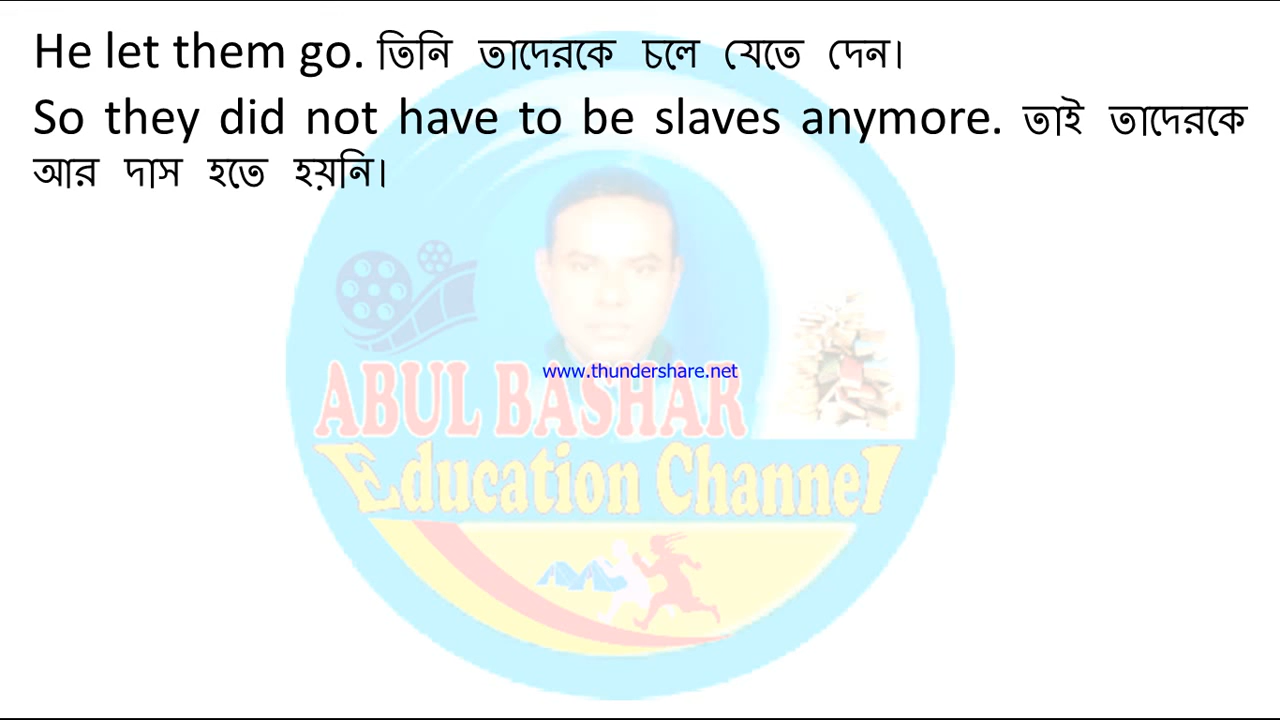 He let them go. তিনি তাদেরকে চলে যেতে দেন।
So they did not have to be slaves anymore. তাই তাদেরকে
আর দাস হতে হয়নি।
www.thundershare.net
ABUL BASHAR
Education Channel